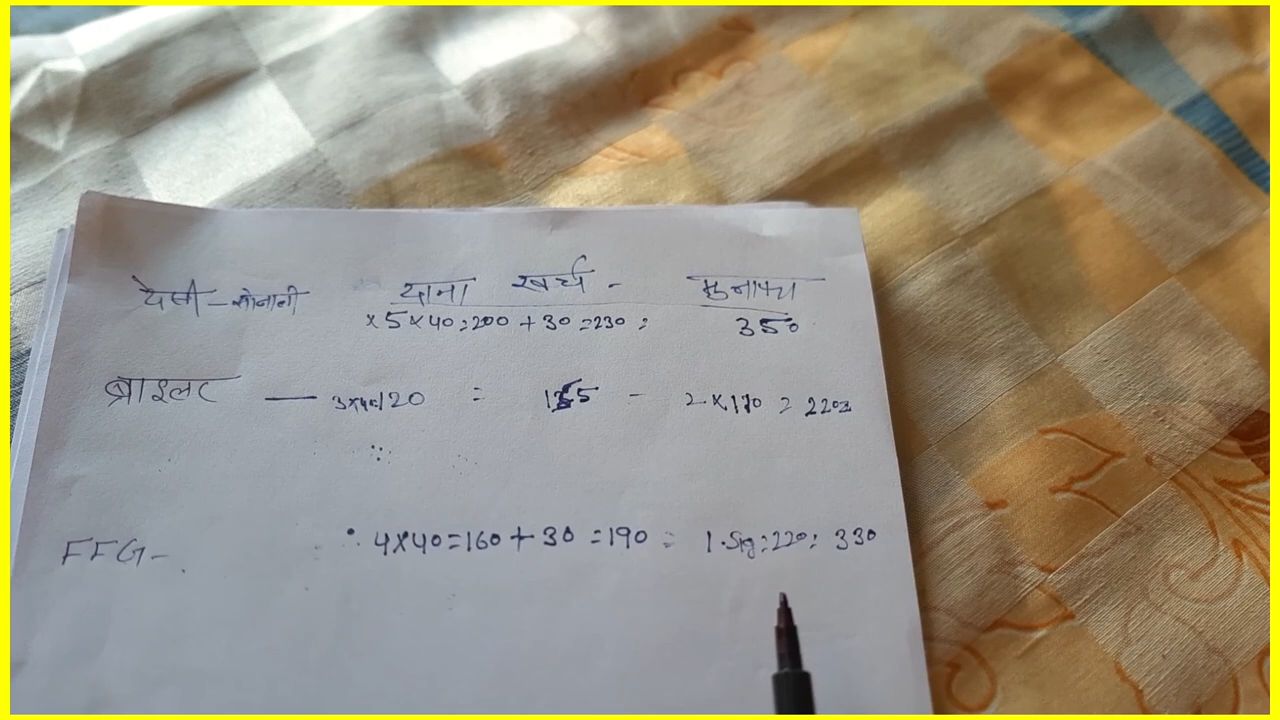 देशी - सोनाली दाना खर्च - मुनाफा
x 5 x 40 = 200 + 30 = 230 = 350
ब्राइलर — 3x40 120 = - 2 x 110 = 220
FFG - 4x40=160 + 30 =190 = 1.5kg = 220 = 330